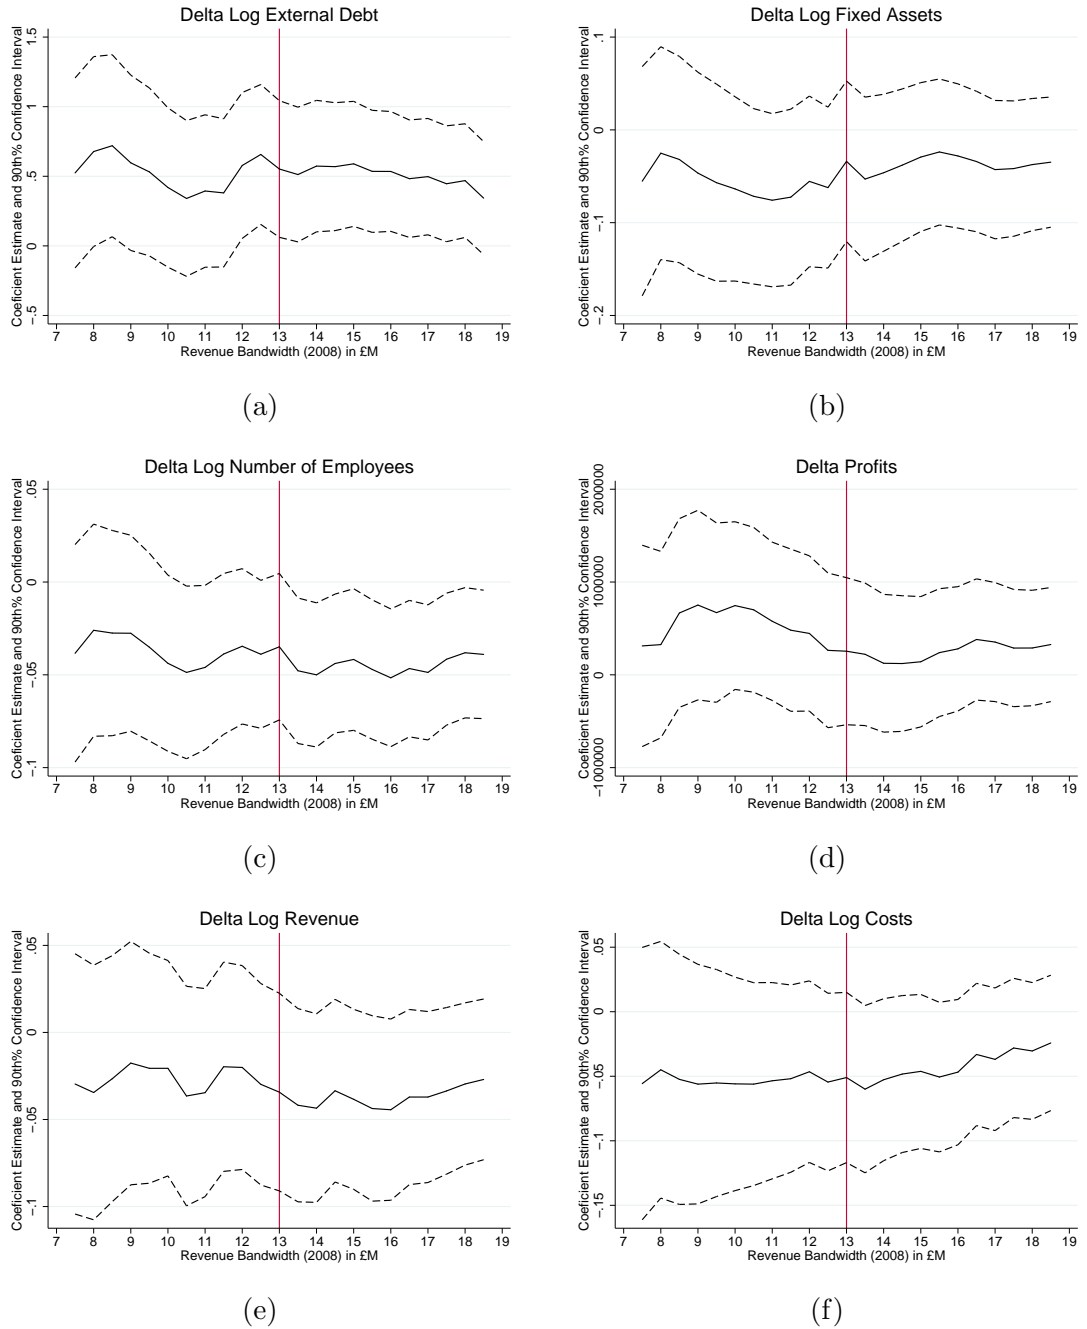 Delta Log External Debt
Coeficient Estimate and 90th% Confidence Interval
1.5
1
.5
0
-.5
7 8 9 10 11 12 13 14 15 16 17 18 19
Revenue Bandwidth (2008) in £M
(a)
Delta Log Fixed Assets
Coeficient Estimate and 90th% Confidence Interval
.1
0
-.1
-.2
7 8 9 10 11 12 13 14 15 16 17 18 19
Revenue Bandwidth (2008) in £M
(b)
Delta Log Number of Employees
Coeficient Estimate and 90th% Confidence Interval
.05
0
-.05
-.1
7 8 9 10 11 12 13 14 15 16 17 18 19
Revenue Bandwidth (2008) in £M
(c)
Delta Profits
Coeficient Estimate and 90th% Confidence Interval
2000000
1000000
0
-1000000
7 8 9 10 11 12 13 14 15 16 17 18 19
Revenue Bandwidth (2008) in £M
(d)
Delta Log Revenue
Coeficient Estimate and 90th% Confidence Interval
.05
0
-.05
-.1
7 8 9 10 11 12 13 14 15 16 17 18 19
Revenue Bandwidth (2008) in £M
(e)
Delta Log Costs
Coeficient Estimate and 90th% Confidence Interval
.05
0
-.05
-.1
-.15
7 8 9 10 11 12 13 14 15 16 17 18 19
Revenue Bandwidth (2008) in £M
(f)